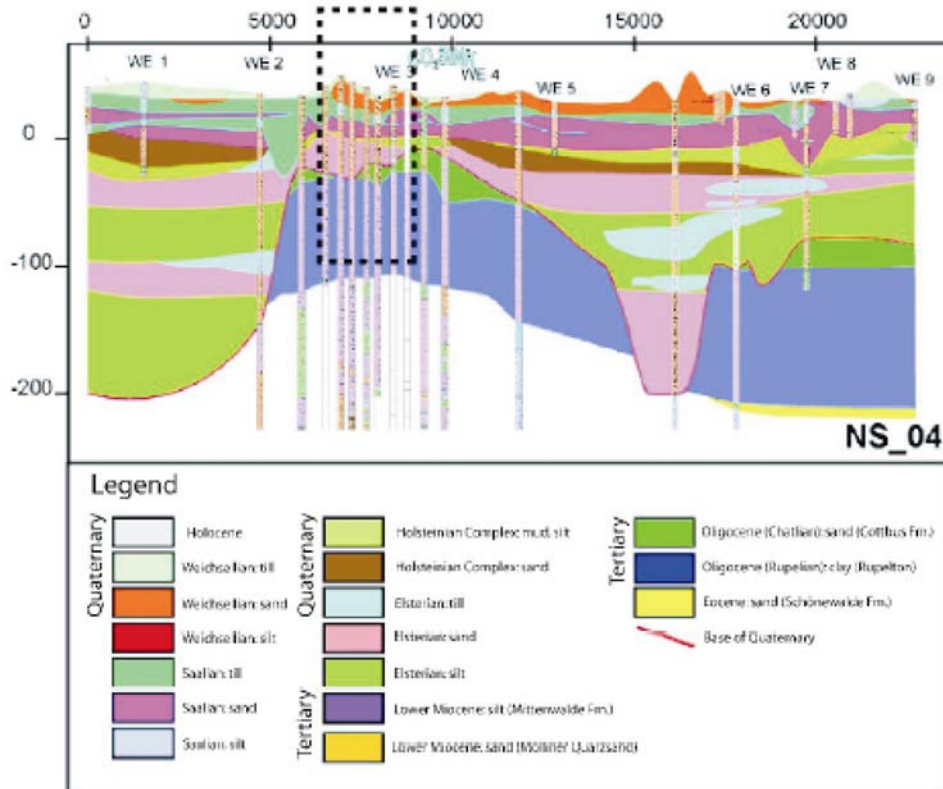 0 5000 10000 15000 20000
WE 1 WE 2 WE 3 WE 4 WE 5 WE 6 WE 7 WE 8 WE 9
0
-100
-200
NS_04
Legend
Quaternary
Holocene
Weichsellian: till
Weichsellian: sand
Weichsellian: silt
Saalian: till
Saalian: sand
Saalian: silt
Quaternary
Holsteinian Complex: mud, silt
Holsteinian Complex: sand
Elsterian: till
Elsterian: sand
Elsterian: silt
Tertiary
Lower Miocene: silt (Mittenwalde Fm.)
Lower Miocene: sand (Molliner Quarzsand)
Tertiary
Oligocene (Chattian): sand (Cottbus Fm.)
Oligocene (Rupelian): clay (Rupelton)
Eocene: sand (Schönewalde Fm.)
Base of Quaternary